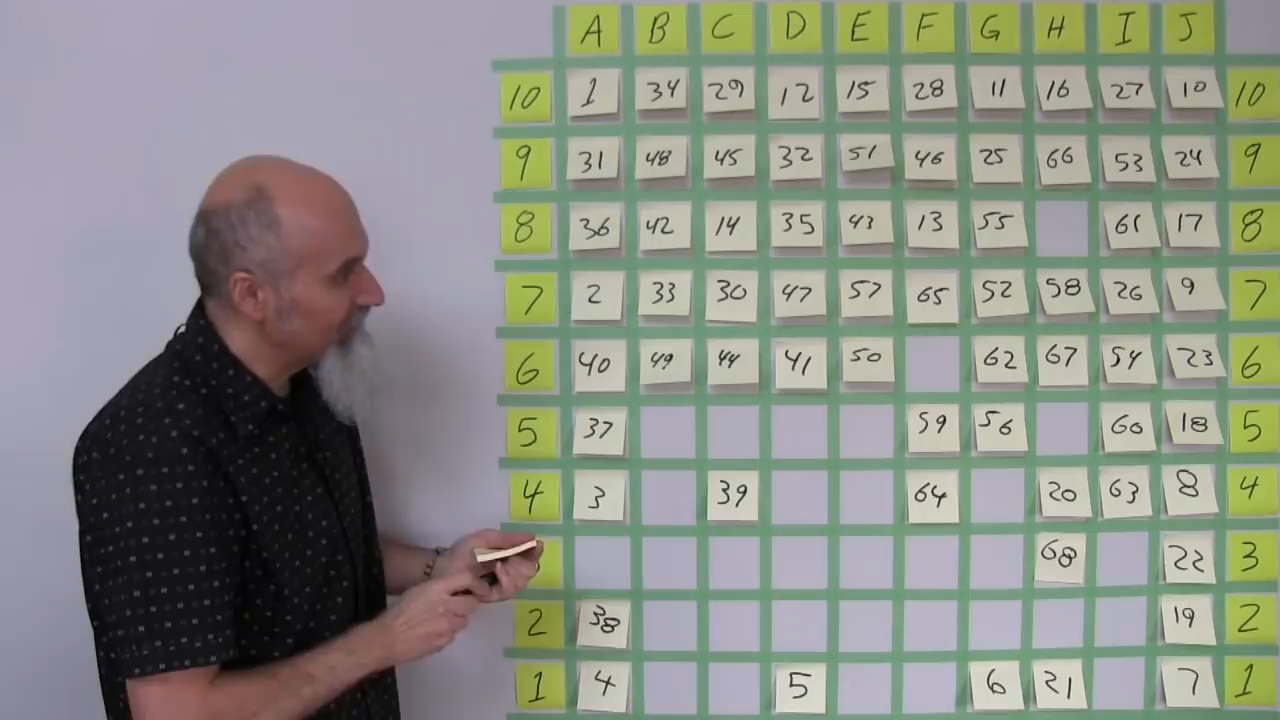 A B C D E F G H I J
10 1 34 29 12 15 28 11 16 27 10 10
9 31 48 45 32 51 46 25 66 53 24 9
8 36 42 14 35 43 13 55 61 17 8
7 2 33 30 47 57 65 52 58 26 9 7
6 40 49 44 41 50 62 67 54 23 6
5 37 59 56 60 18 5
4 3 39 64 20 63 8 4
68 22 3
2 38 19 2
1 4 5 6 21 7 1